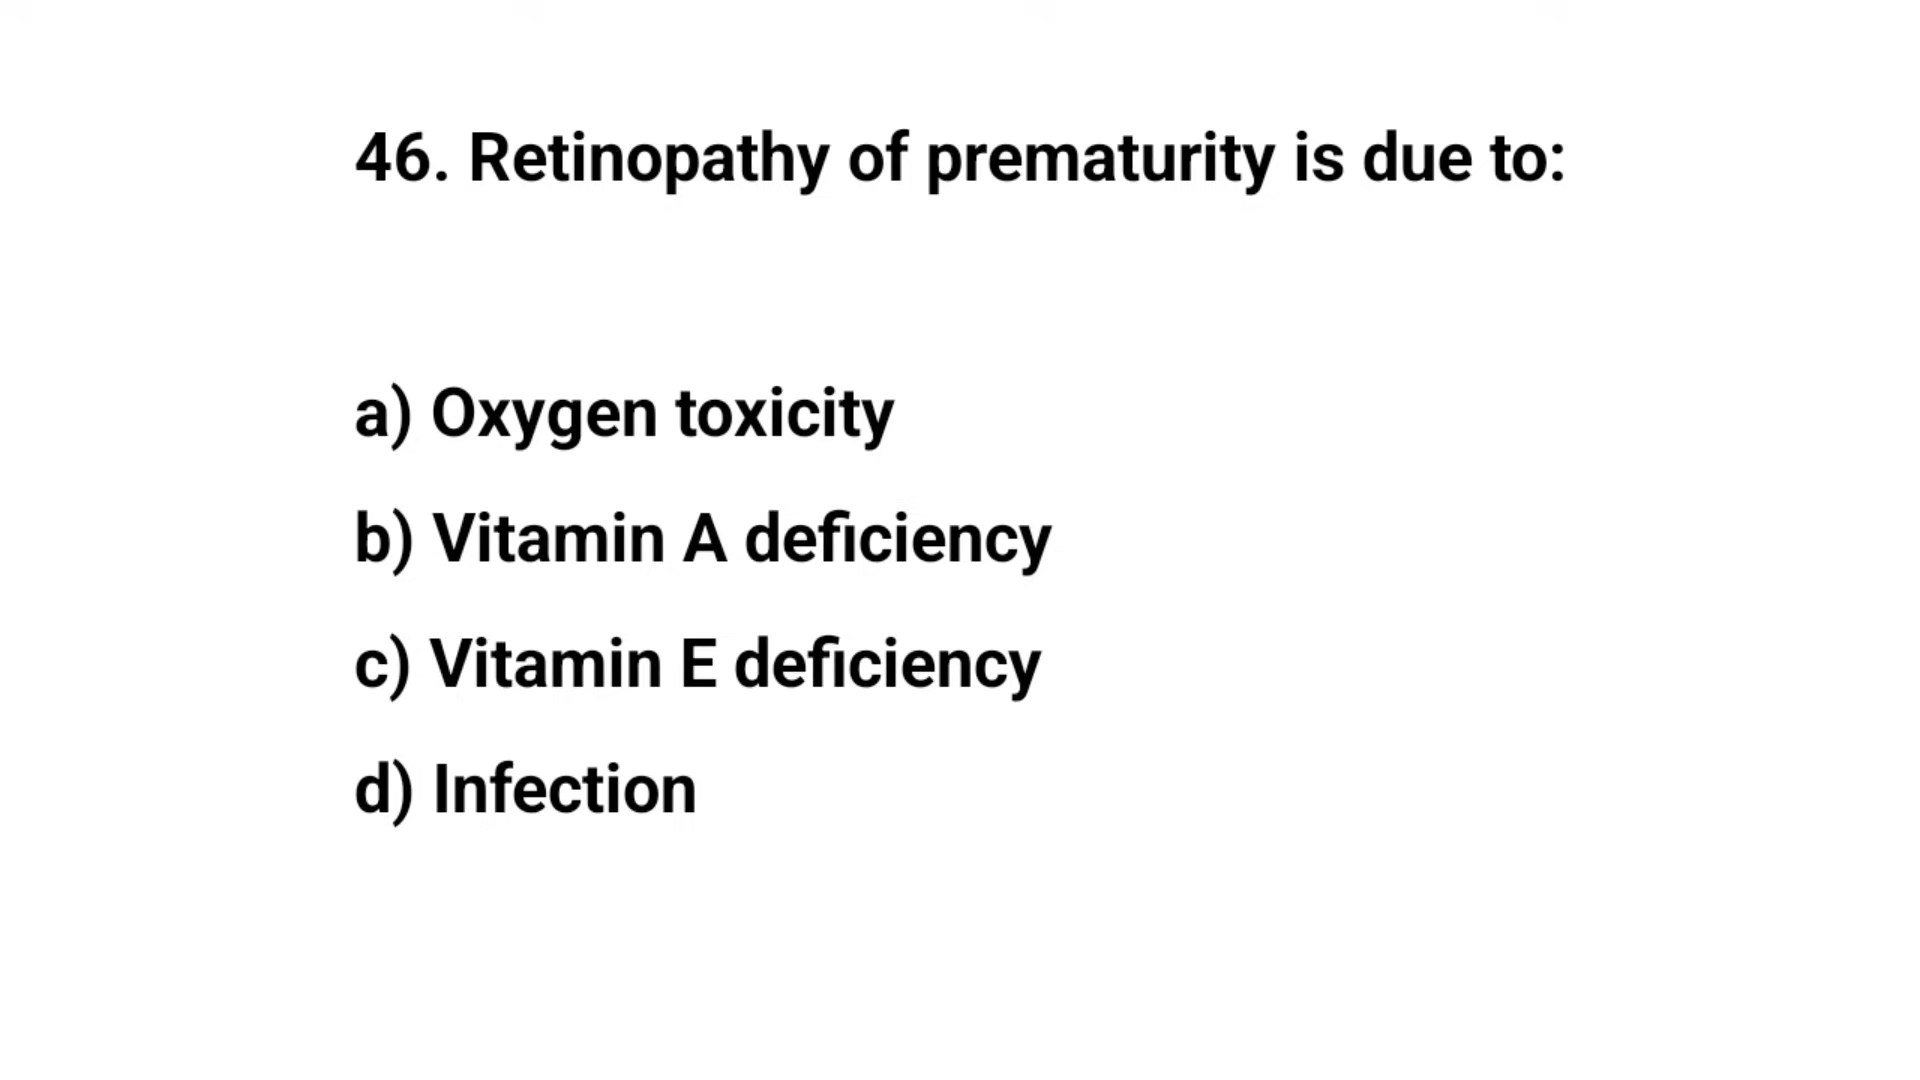 46. Retinopathy of prematurity is due to:
a) Oxygen toxicity
b) Vitamin A deficiency
c) Vitamin E deficiency
d) Infection